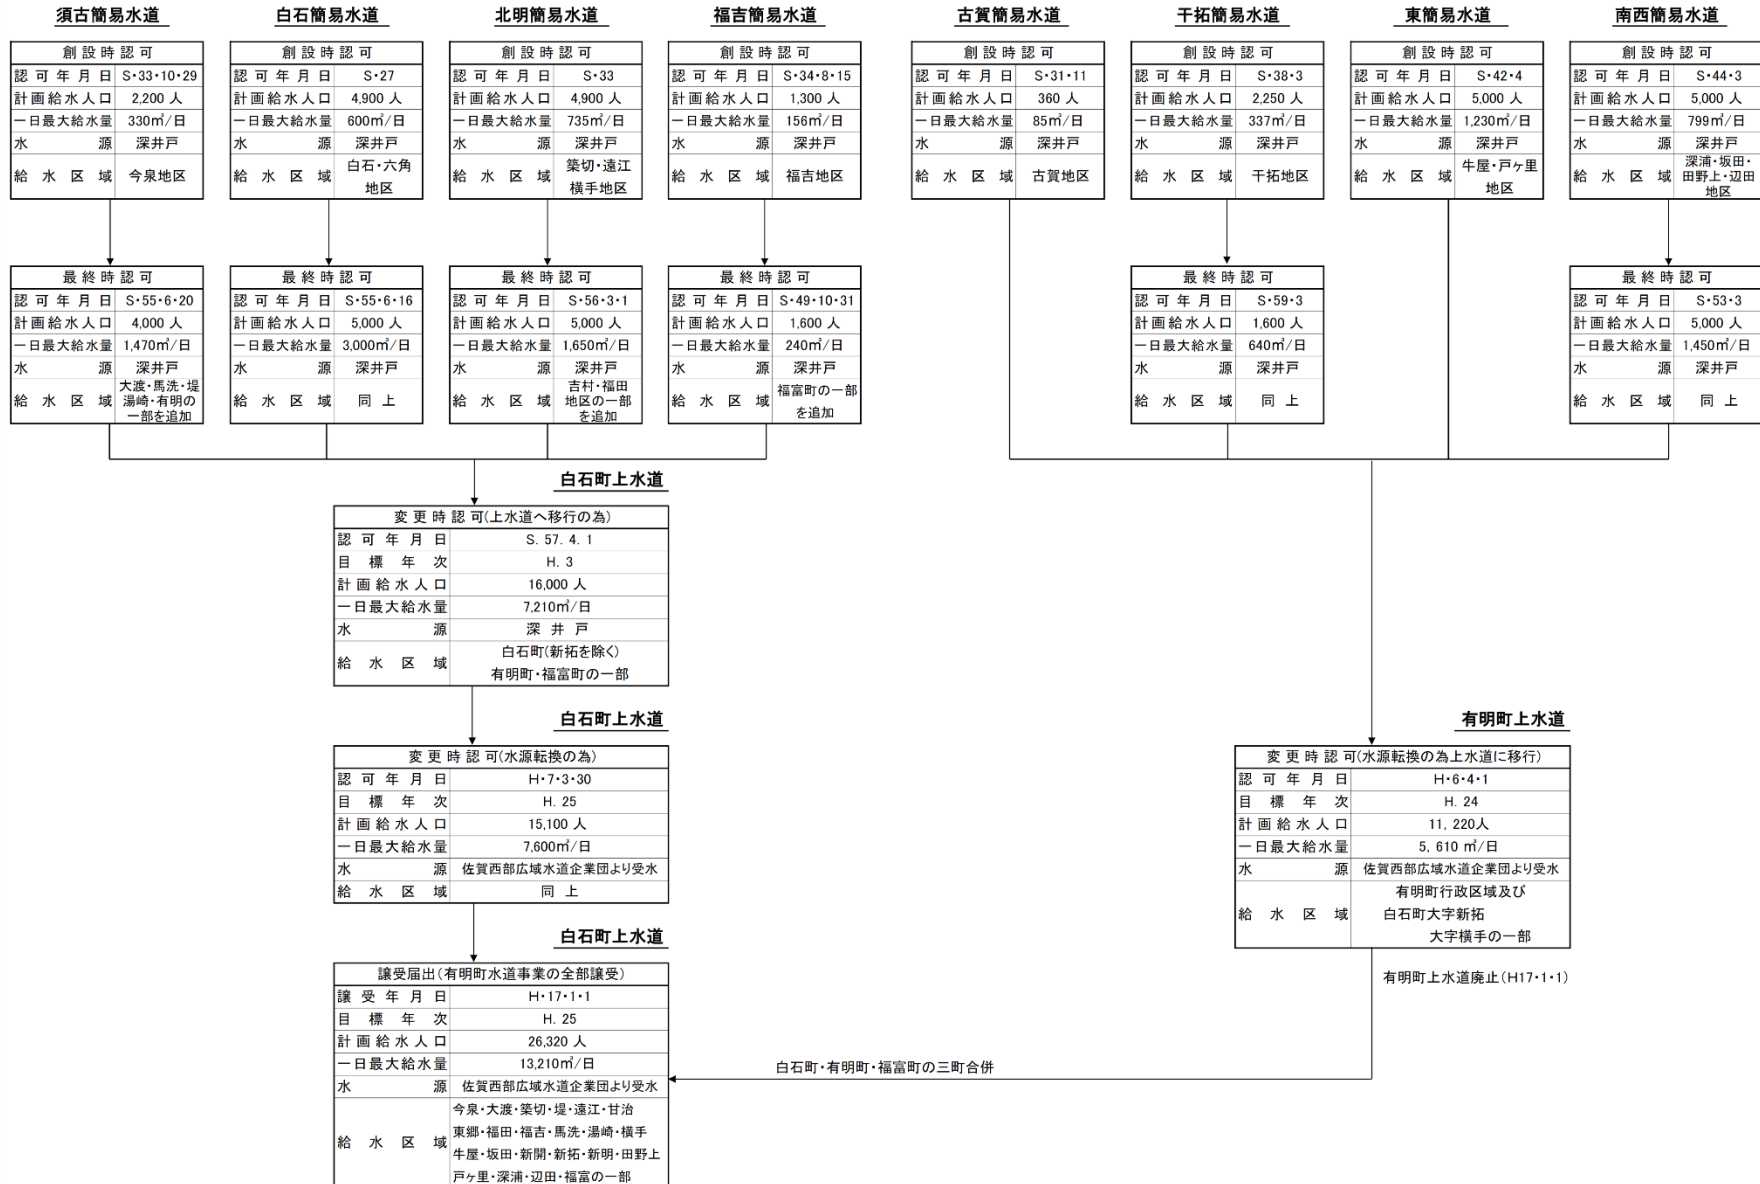 須古簡易水道
創設時認可
認可年月日 S・33・10・29
計画給水人口 2,200 人
一日最大給水量 330㎥/日
水源 深井戸
給水区域 今泉地区
最終時認可
認可年月日 S・55・6・20
計画給水人口 4,000 人
一日最大給水量 1,470㎥/日
水源 深井戸
給水区域 大渡・馬洗・堤
湯崎・有明の
一部を追加
白石簡易水道
創設時認可
認可年月日 S・27
計画給水人口 4,900 人
一日最大給水量 600㎥/日
水源 深井戸
給水区域 白石・六角
地区
最終時認可
認可年月日 S・55・6・16
計画給水人口 5,000 人
一日最大給水量 3,000㎥/日
水源 深井戸
給水区域 同上
北明簡易水道
創設時認可
認可年月日 S・33
計画給水人口 4,900 人
一日最大給水量 735㎥/日
水源 深井戸
給水区域 築切・遠江
横手地区
最終時認可
認可年月日 S・56・3・1
計画給水人口 5,000 人
一日最大給水量 1,650㎥/日
水源 深井戸
給水区域 吉村・福田
地区の一部
を追加
福吉簡易水道
創設時認可
認可年月日 S・34・8・15
計画給水人口 1,300 人
一日最大給水量 156㎥/日
水源 深井戸
給水区域 福吉地区
最終時認可
認可年月日 S・49・10・31
計画給水人口 1,600 人
一日最大給水量 240㎥/日
水源 深井戸
給水区域 福富町の一部
を追加
古賀簡易水道
創設時認可
認可年月日 S・31・11
計画給水人口 360 人
一日最大給水量 85㎥/日
水源 深井戸
給水区域 古賀地区
干拓簡易水道
創設時認可
認可年月日 S・38・3
計画給水人口 2,250 人
一日最大給水量 337㎥/日
水源 深井戸
給水区域 干拓地区
最終時認可
認可年月日 S・59・3
計画給水人口 1,600 人
一日最大給水量 640㎥/日
水源 深井戸
給水区域 同上
東簡易水道
創設時認可
認可年月日 S・42・4
計画給水人口 5,000 人
一日最大給水量 1,230㎥/日
水源 深井戸
給水区域 牛屋・戸ヶ里
地区
南西簡易水道
創設時認可
認可年月日 S・44・3
計画給水人口 5,000 人
一日最大給水量 799㎥/日
水源 深井戸
給水区域 深浦・坂田・
田野上・辺田
地区
最終時認可
認可年月日 S・53・3
計画給水人口 5,000 人
一日最大給水量 1,450㎥/日
水源 深井戸
給水区域 同上
白石町上水道
変更時認可(上水道へ移行の為)
認可年月日 S. 57. 4. 1
目標年次 H. 3
計画給水人口 16,000 人
一日最大給水量 7,210㎥/日
水源 深井戸
給水区域 白石町(新拓を除く)
有明町・福富町の一部
白石町上水道
変更時認可(水源転換の為)
認可年月日 H・7・3・30
目標年次 H. 25
計画給水人口 15,100 人
一日最大給水量 7,600㎥/日
水源 佐賀西部広域水道企業団より受水
給水区域 同上
有明町上水道
変更時認可(水源転換の為上水道に移行)
認可年月日 H・6・4・1
目標年次 H. 24
計画給水人口 11, 220人
一日最大給水量 5, 610 ㎥/日
水源 佐賀西部広域水道企業団より受水
給水区域 有明町行政区域及び
白石町大字新拓
大字横手の一部
有明町上水道廃止(H17・1・1)
白石町・有明町・福富町の三町合併
白石町上水道
譲受届出(有明町水道事業の全部譲受)
譲受年月日 H・17・1・1
目標年次 H. 25
計画給水人口 26,320 人
一日最大給水量 13,210㎥/日
水源 佐賀西部広域水道企業団より受水
給水区域 今泉・大渡・築切・堤・遠江・甘治
東郷・福田・福吉・馬洗・湯崎・横手
牛屋・坂田・新開・新拓・新明・田野上
戸ヶ里・深浦・辺田・福富の一部